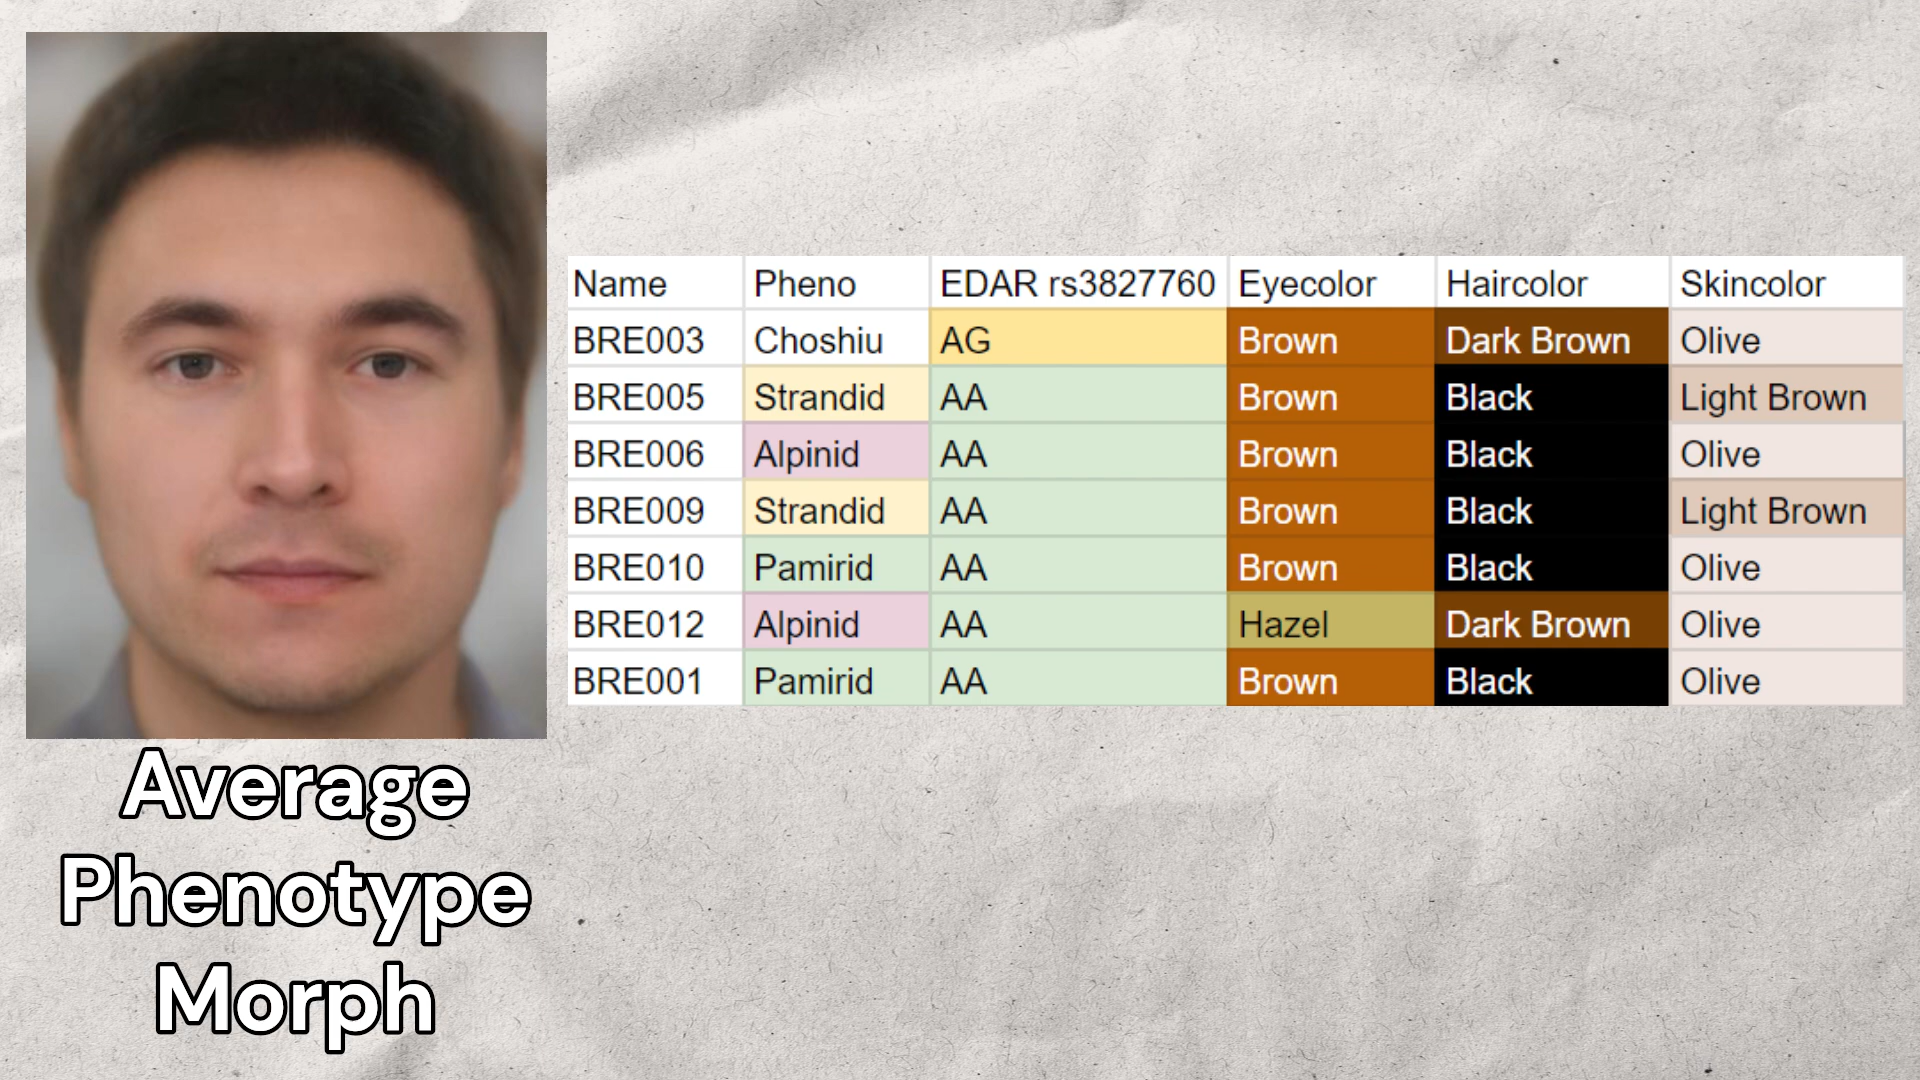 Name Pheno EDAR rs3827760 Eyecolor Haircolor Skincolor
BRE003 Choshiu AG Brown Dark Brown Olive
BRE005 Strandid AA Brown Black Light Brown
BRE006 Alpinid AA Brown Black Olive
BRE009 Strandid AA Brown Black Light Brown
BRE010 Pamirid AA Brown Black Olive
BRE012 Alpinid AA Hazel Dark Brown Olive
BRE001 Pamirid AA Brown Black Olive
Average
Phenotype
Morph